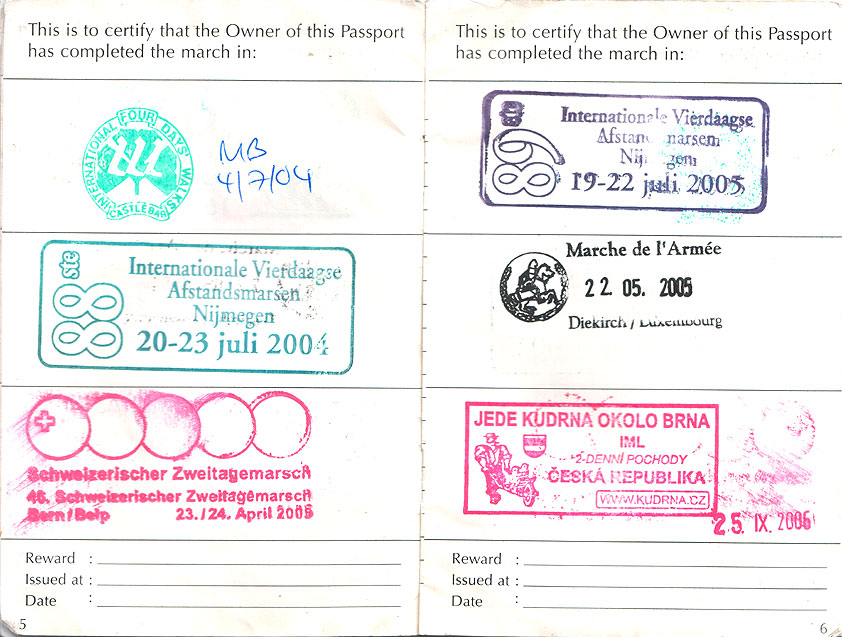 This is to certify that the Owner of this Passport
has completed the march in:
INTERNATIONAL FOUR DAYS' WALKS
CASTLEBAR
MB
4/7/04
88 ste
Internationale Vierdaagse
Afstandsmarsen
Nijmegen
20-23 juli 2004
Schweizerischer Zweitagemarsch
46. Schweizerischer Zweitagemarsch
Bern/Belp 23./24. April 2005
Reward :
Issued at :
Date :
5
This is to certify that the Owner of this Passport
has completed the march in:
89 ste
Internationale Vierdaagse
Afstandsmarsen
Nijmegen
19-22 juli 2005
Marche de l'Armée
22. 05. 2005
Diekirch / Luxembourg
JEDE KUDRNA OKOLO BRNA
IML
2-DENNÍ POCHODY
ČESKÁ REPUBLIKA
WWW.KUDRNA.CZ
25. IX. 2005
Reward :
Issued at :
Date :
6